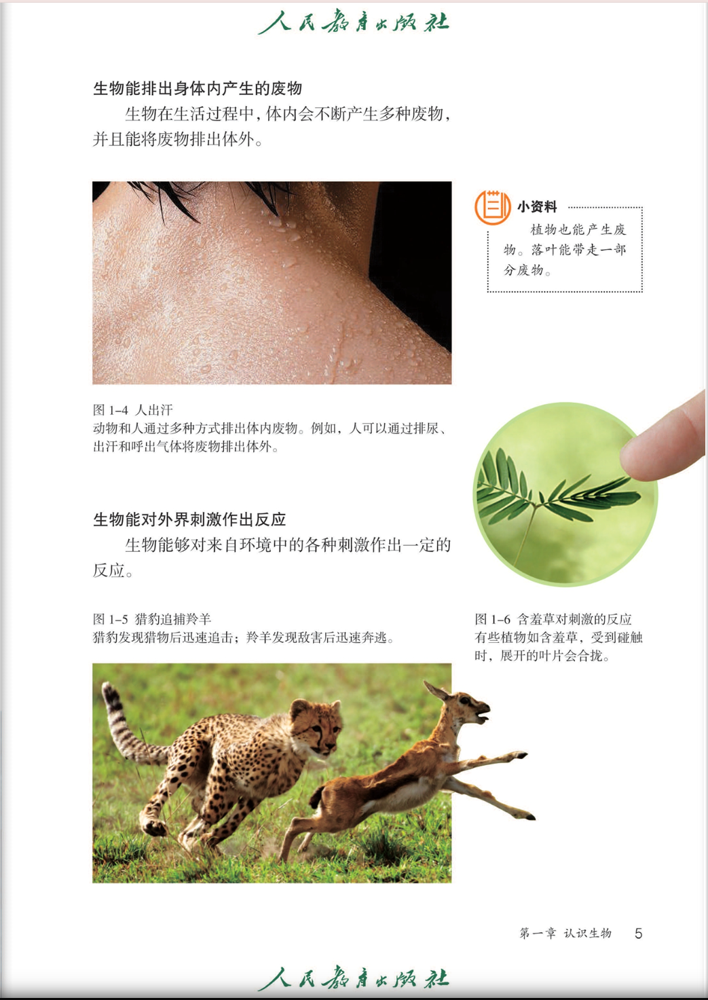 人民教育出版社
生物能排出身体内产生的废物
生物在生活过程中，体内会不断产生多种废物，
并且能将废物排出体外。
小资料
植物也能产生废
物。落叶能带走一部
分废物。
图 1-4 人出汗
动物和人通过多种方式排出体内废物。例如，人可以通过排尿、
出汗和呼出气体将废物排出体外。
生物能对外界刺激作出反应
生物能够对来自环境中的各种刺激作出一定的
反应。
图 1-5 猎豹追捕羚羊
猎豹发现猎物后迅速追击；羚羊发现敌害后迅速奔逃。
图 1-6 含羞草对刺激的反应
有些植物如含羞草，受到碰触
时，展开的叶片会合拢。
第一章 认识生物 5
人民教育出版社